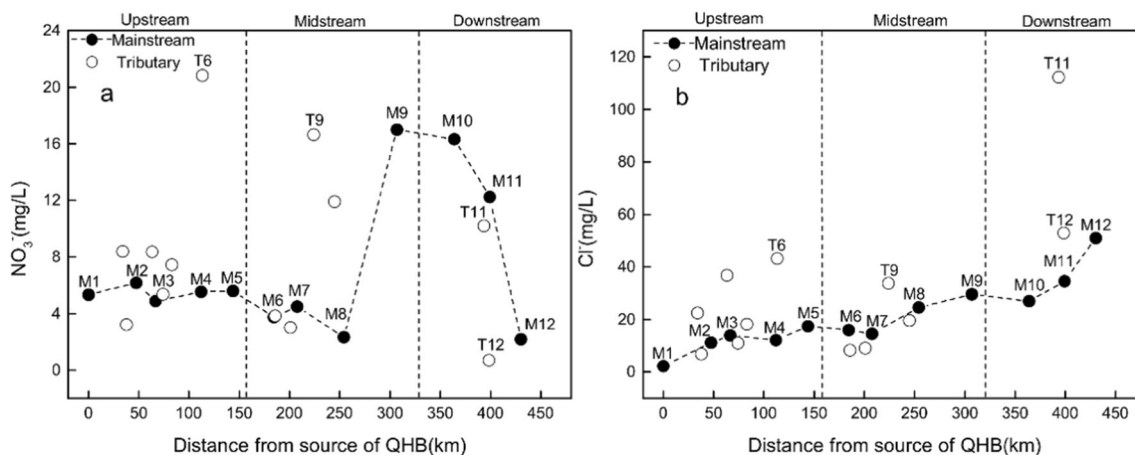 Upstream Midstream Downstream
24
20
16
12
8
4
0
NO3-(mg/L)
Mainstream
Tributary
a
T6
T9
M9
M10
M11
T11
M1
M2
M3
M4
M5
M6
M7
M8
M12
T12
0 50 100 150 200 250 300 350 400 450
Distance from source of QHB(km)
Upstream Midstream Downstream
120
100
80
60
40
20
0
Cl-(mg/L)
Mainstream
Tributary
b
T11
T6
T9
T12
M12
M11
M10
M9
M8
M7
M6
M5
M4
M3
M2
M1
0 50 100 150 200 250 300 350 400 450
Distance from source of QHB(km)